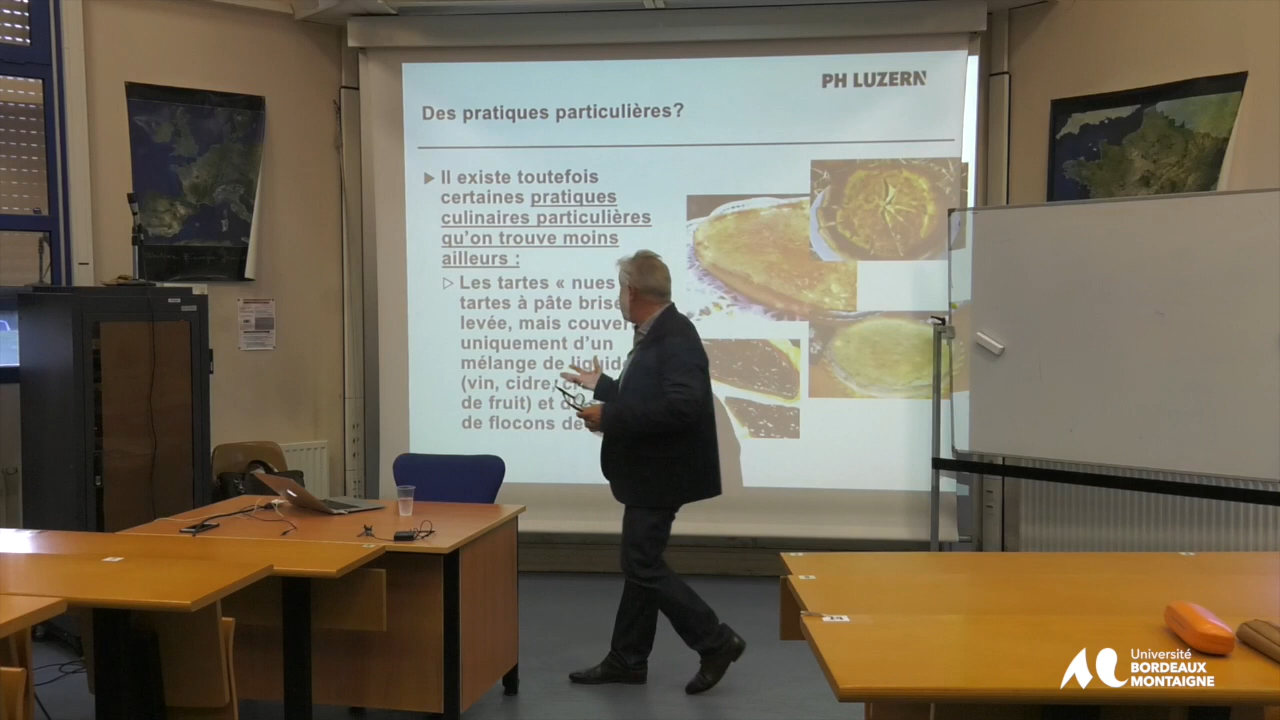 PH LUZERN
Des pratiques particulières?
Il existe toutefois
certaines pratiques
culinaires particulières
qu'on trouve moins
ailleurs :
Les tartes « nues
tartes à pâte brisé
levée, mais couver
uniquement d'un
mélange de liquid
(vin, cidre,
de fruit) et
de flocons de
Université
BORDEAUX
MONTAIGNE